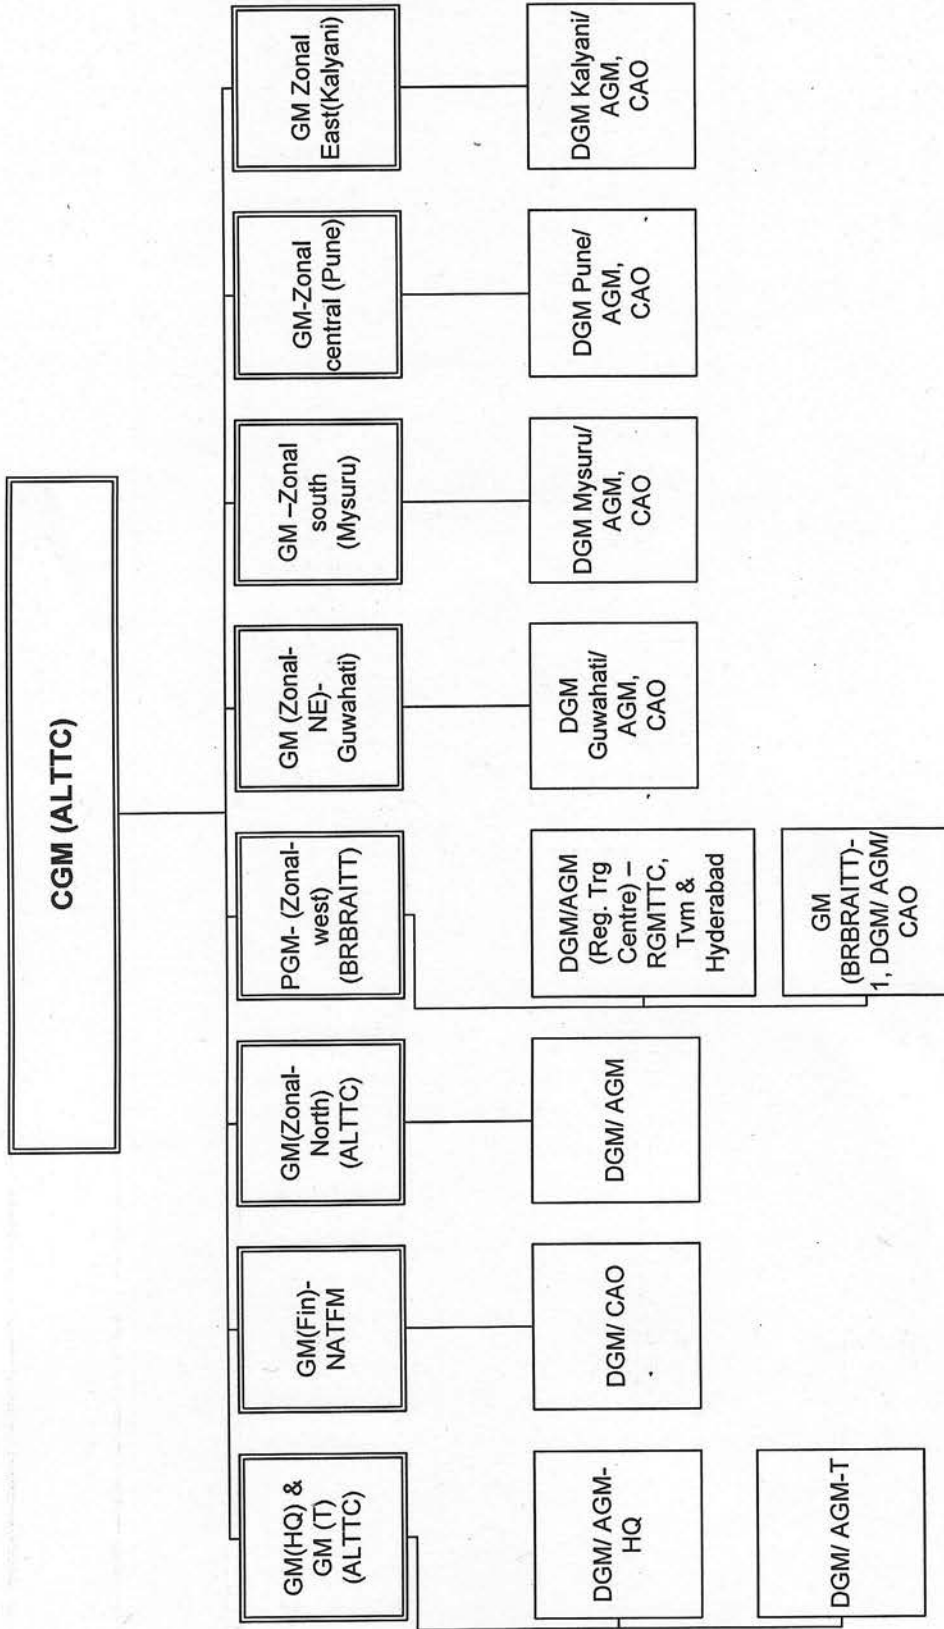 CGM (ALTTC)
GM(HQ) &
GM (T)
(ALTTC)
GM(Fin)-
NATFM
GM(Zonal-
North)
(ALTTC)
PGM- (Zonal-
west)
(BRBRAITT)
GM (Zonal-
NE)-
Guwahati)
GM –Zonal
south
(Mysuru)
GM-Zonal
central (Pune)
GM Zonal
East(Kalyani)
DGM/ AGM-
HQ
DGM/ CAO
DGM/ AGM
DGM/AGM
(Reg. Trg
Centre) –
RGMTTC,
Tvm &
Hyderabad
DGM
Guwahati/
AGM,
CAO
DGM Mysuru/
AGM,
CAO
DGM Pune/
AGM,
CAO
DGM Kalyani/
AGM,
CAO
DGM/ AGM-T
GM
(BRBRAITT)-
1, DGM/ AGM/
CAO